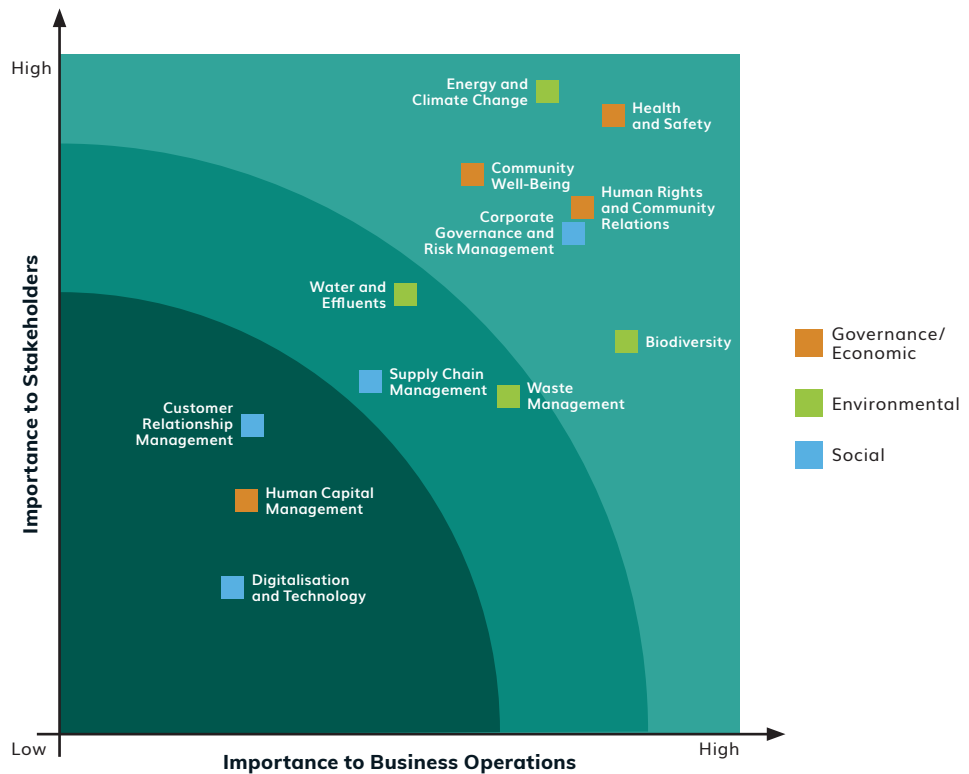 High
Energy and
Climate Change
Health
and Safety
Community
Well-Being
Human Rights
and Community
Relations
Corporate
Governance and
Risk Management
Water and
Effluents
Biodiversity
Supply Chain
Management
Waste
Management
Customer
Relationship
Management
Human Capital
Management
Digitalisation
and Technology
Importance to Stakeholders
Low
Importance to Business Operations
High
Governance/
Economic
Environmental
Social